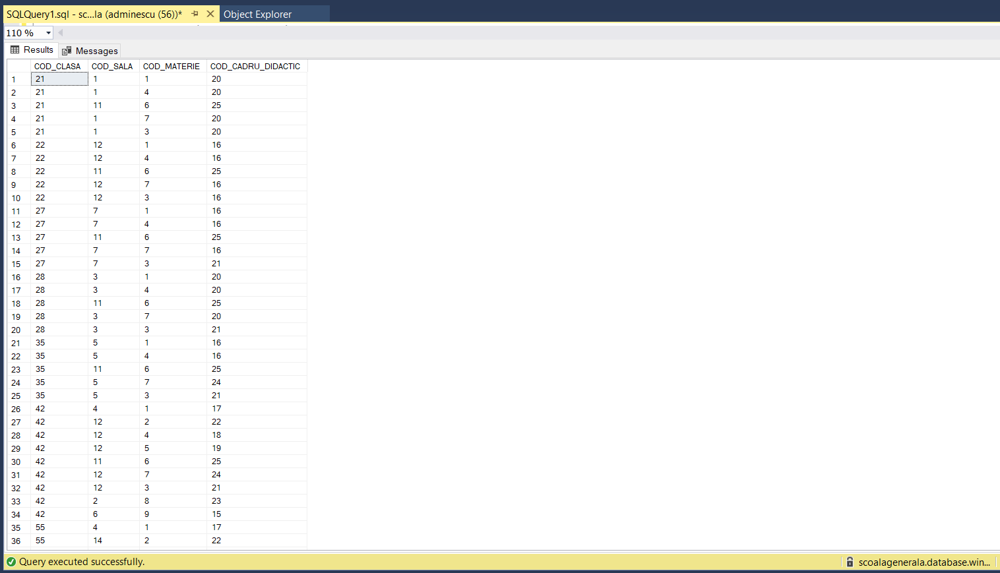 SQLQuery1.sql - sc...la (adminescu (56))* Object Explorer
110 %
Results Messages
COD_CLASA COD_SALA COD_MATERIE COD_CADRU_DIDACTIC
1 21 1 1 20
2 21 1 4 20
3 21 11 6 25
4 21 1 7 20
5 21 1 3 20
6 22 12 1 16
7 22 12 4 16
8 22 11 6 25
9 22 12 7 16
10 22 12 3 16
11 27 7 1 16
12 27 7 4 16
13 27 11 6 25
14 27 7 7 16
15 27 7 3 21
16 28 3 1 20
17 28 3 4 20
18 28 11 6 25
19 28 3 7 20
20 28 3 3 21
21 35 5 1 16
22 35 5 4 16
23 35 11 6 25
24 35 5 7 24
25 35 5 3 21
26 42 4 1 17
27 42 12 2 22
28 42 12 4 18
29 42 12 5 19
30 42 11 6 25
31 42 12 7 24
32 42 12 3 21
33 42 2 8 23
34 42 6 9 15
35 55 4 1 17
36 55 14 2 22
Query executed successfully. scoalagenerala.database.win...